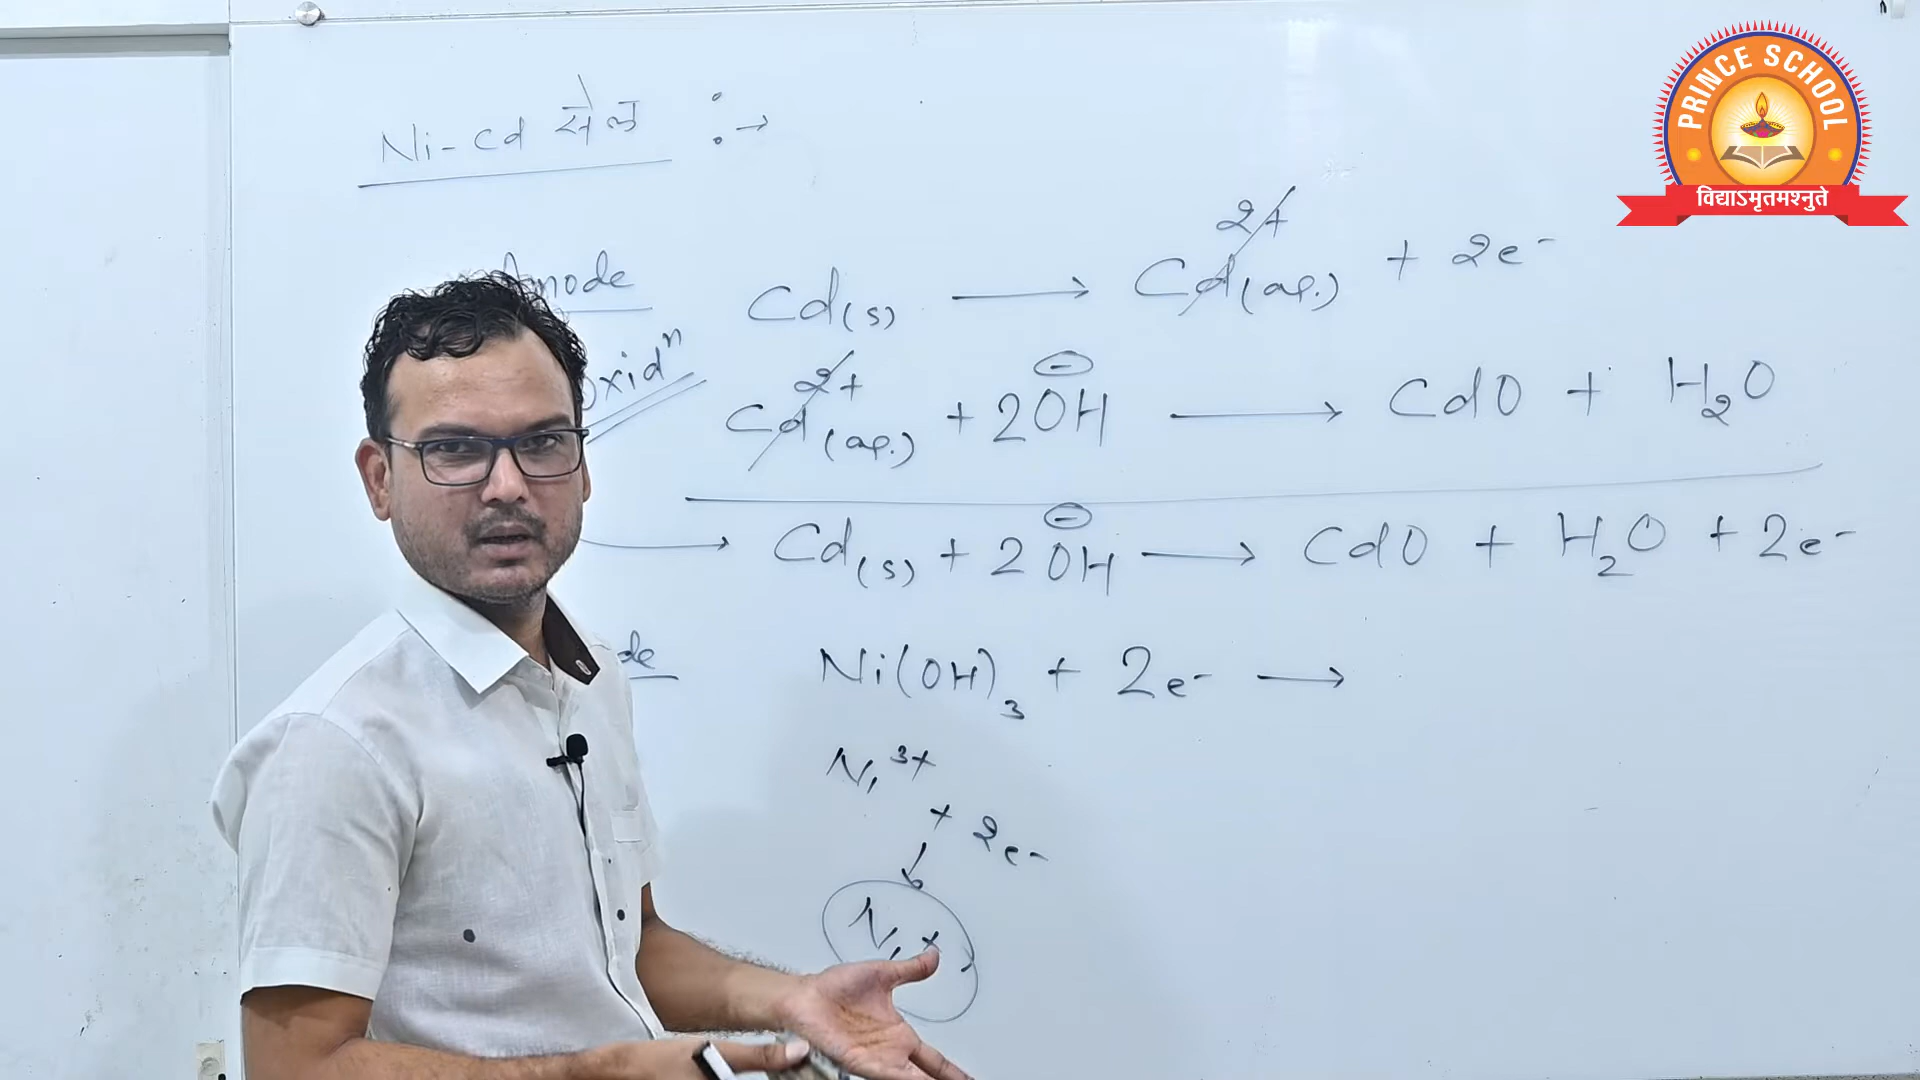 PRINCE SCHOOL
विद्याऽमृतमश्नुते
Ni-Cd सेल :→
Anode Cd(s) ⟶ Cd²⁺(aq.) + 2e⁻
oxidⁿ Cd²⁺(aq.) + 2OH⊖ ⟶ CdO + H₂O
⟶ Cd(s) + 2OH⊖ ⟶ CdO + H₂O + 2e⁻
de Ni(OH)₃ + 2e⁻ ⟶
Ni³⁺
+ 2e⁻
↓
Ni⁺